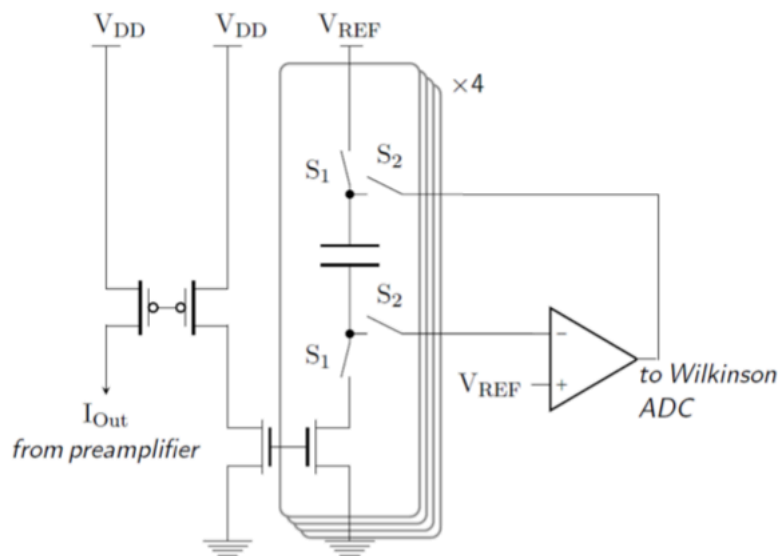 V_DD V_DD V_REF
×4
S_1 S_2
S_2
S_1
V_REF
−
+
to Wilkinson
ADC
I_Out
from preamplifier